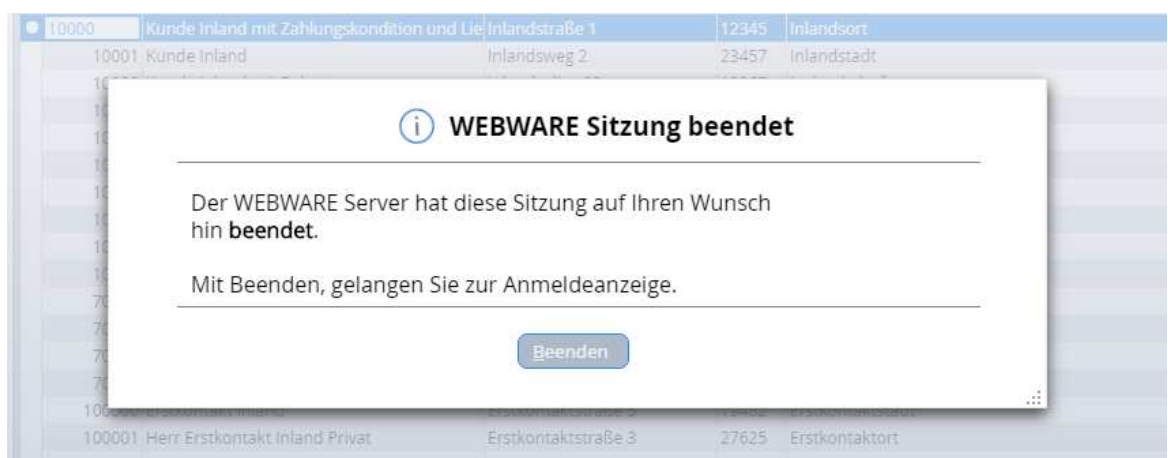 10000 Kunde Inland mit Zahlungskondition und Lie Inlandstraße 1 12345 Inlandsort
10001 Kunde Inland Inlandsweg 2 23457 Inlandstadt
WEBWARE Sitzung beendet
Der WEBWARE Server hat diese Sitzung auf Ihren Wunsch
hin beendet.
Mit Beenden, gelangen Sie zur Anmeldeanzeige.
Beenden
100001 Herr Erstkontakt Inland Privat Erstkontaktstraße 3 27625 Erstkontaktort